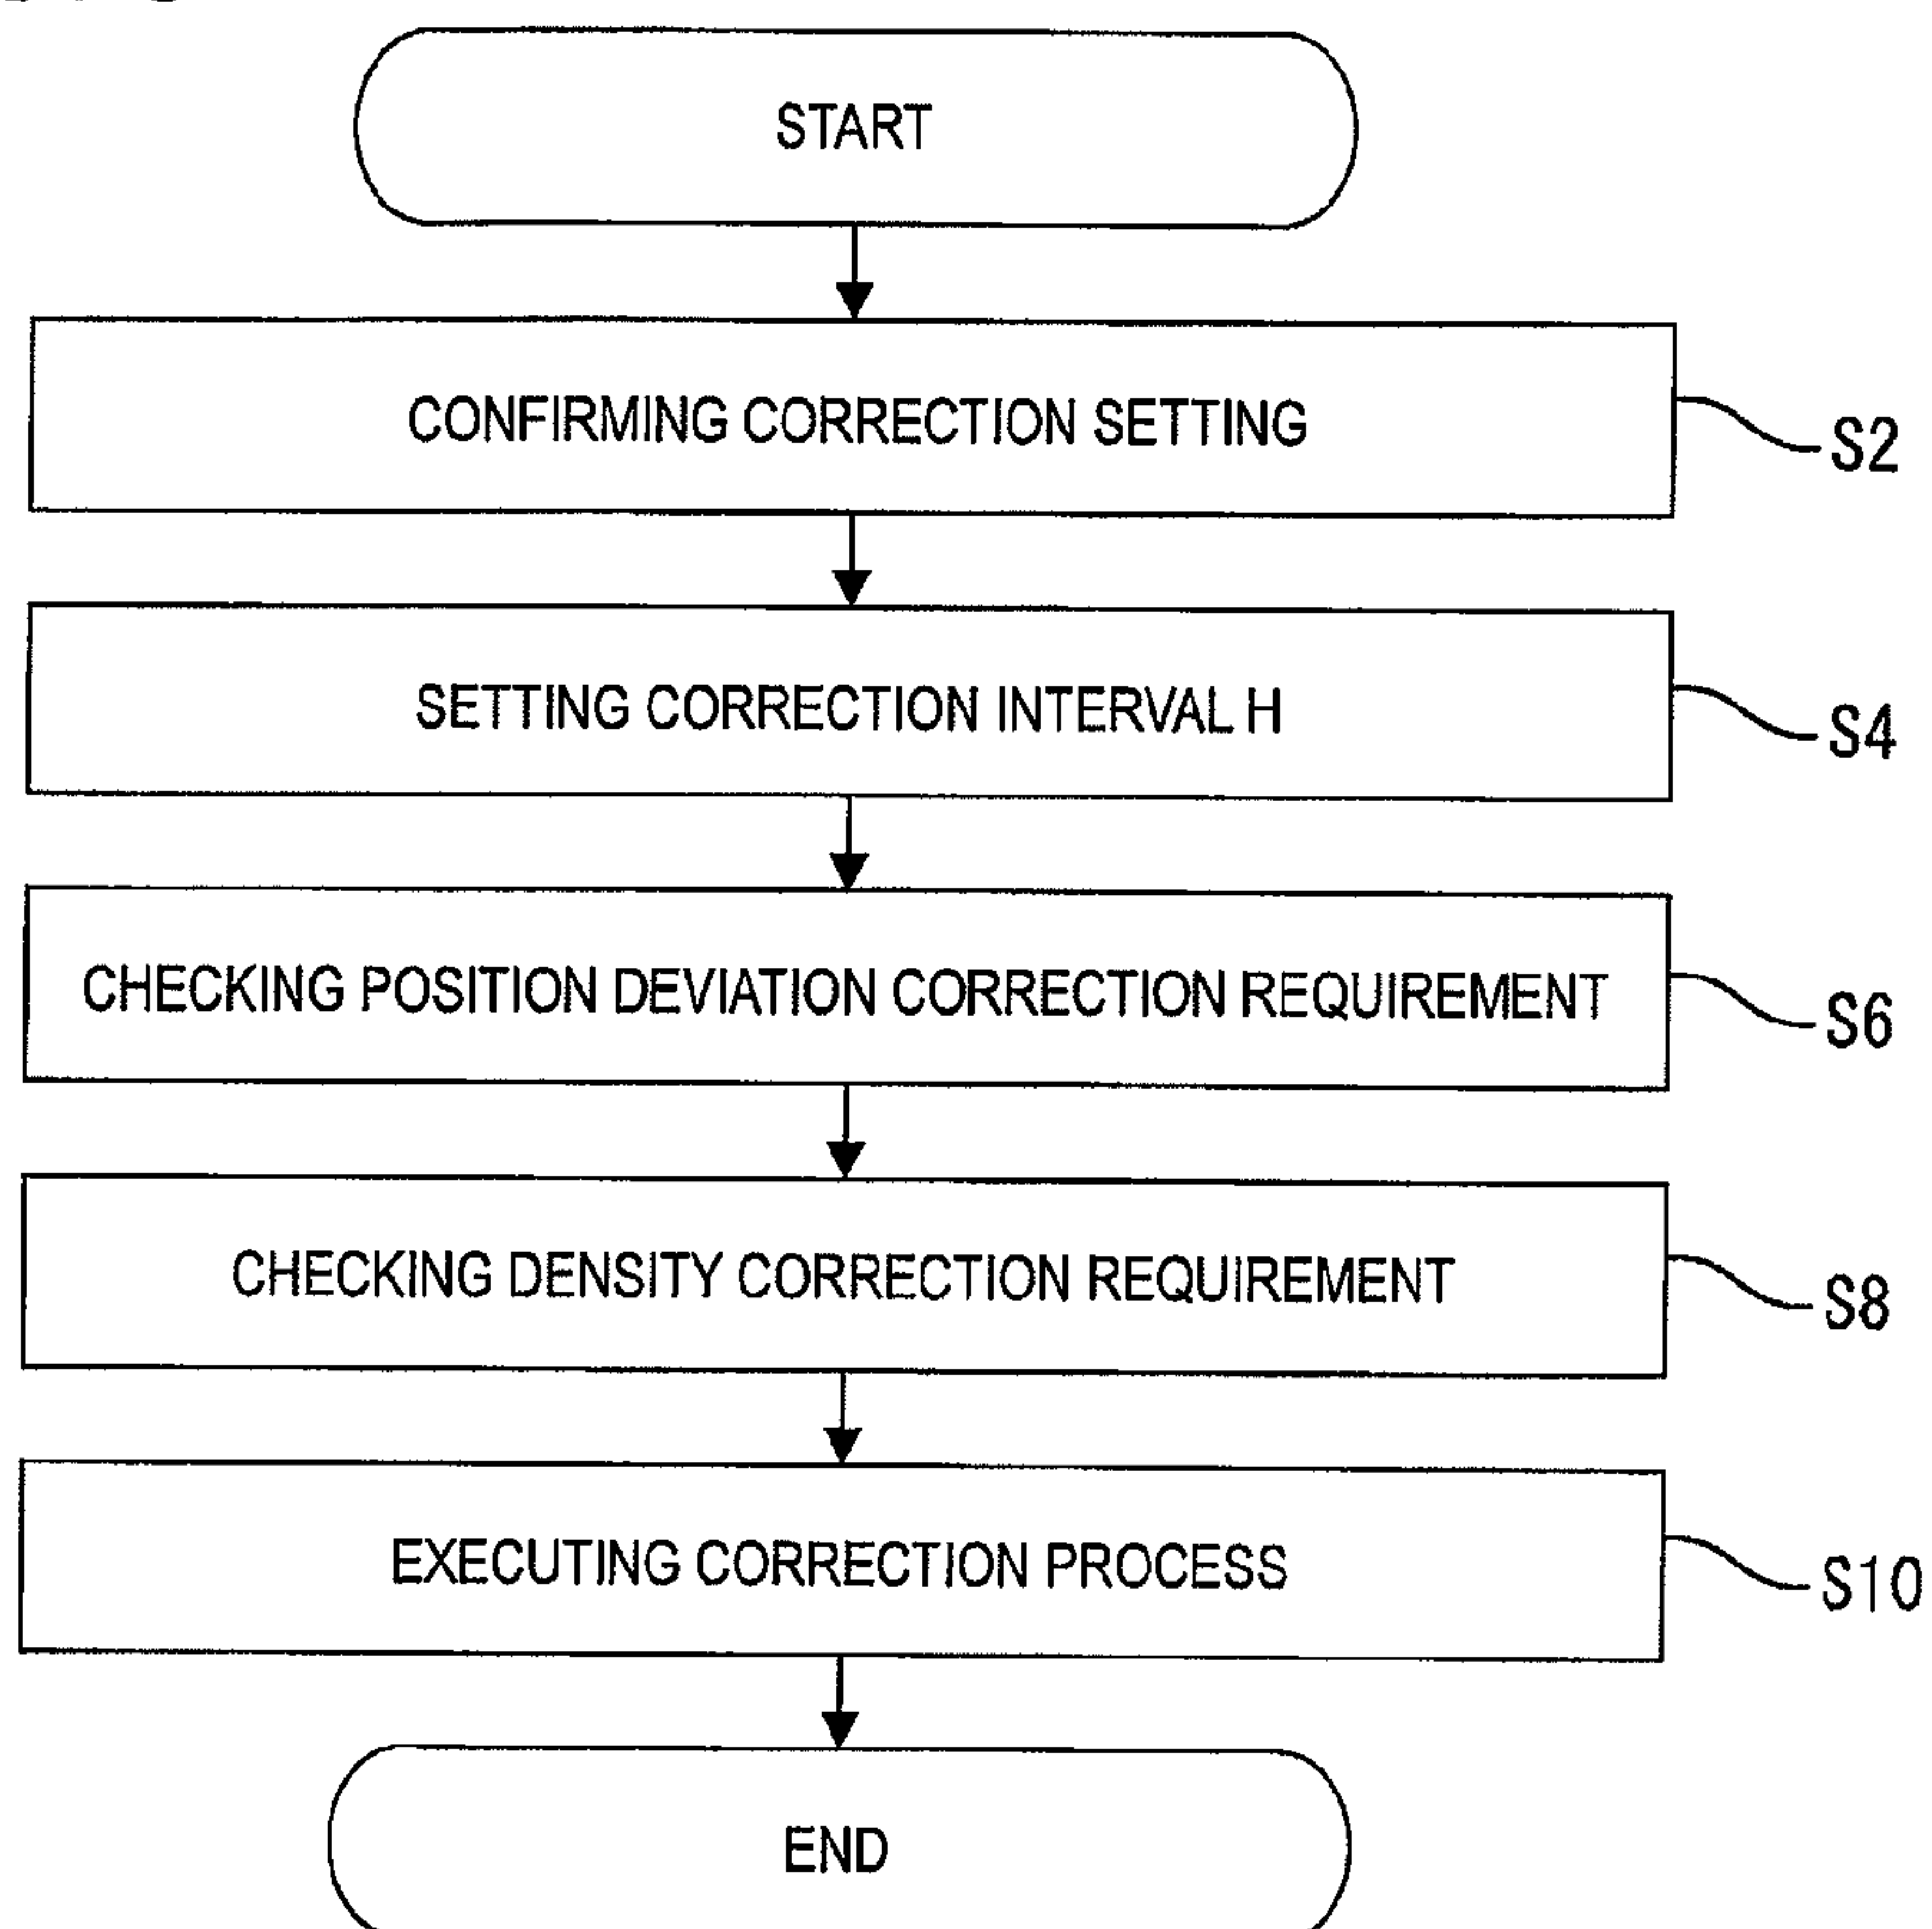 START
CONFIRMING CORRECTION SETTING
S2
SETTING CORRECTION INTERVAL H
S4
CHECKING POSITION DEVIATION CORRECTION REQUIREMENT
S6
CHECKING DENSITY CORRECTION REQUIREMENT
S8
EXECUTING CORRECTION PROCESS
S10
END